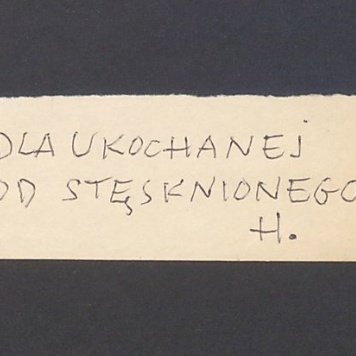 DLA UKOCHANEJ
OD STĘSKNIONEGO
H.